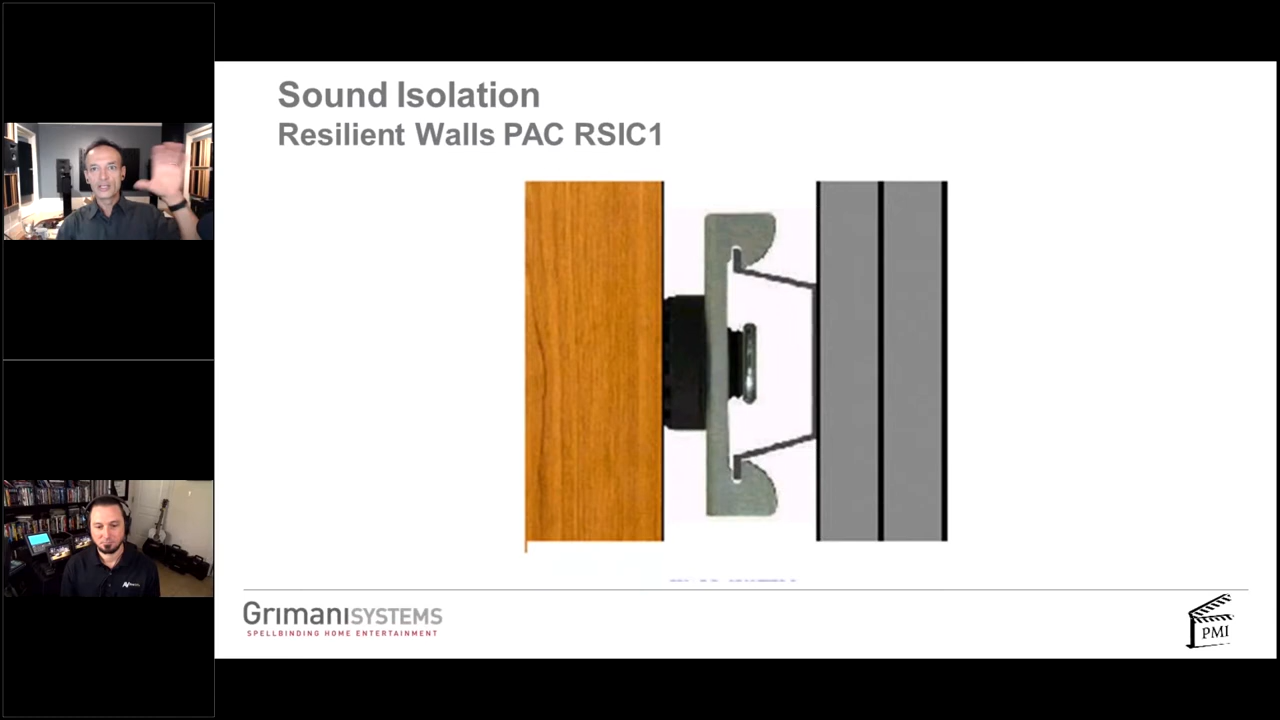 Sound Isolation
Resilient Walls PAC RSIC1
GrimaniSYSTEMS
SPELLBINDING HOME ENTERTAINMENT
PMI